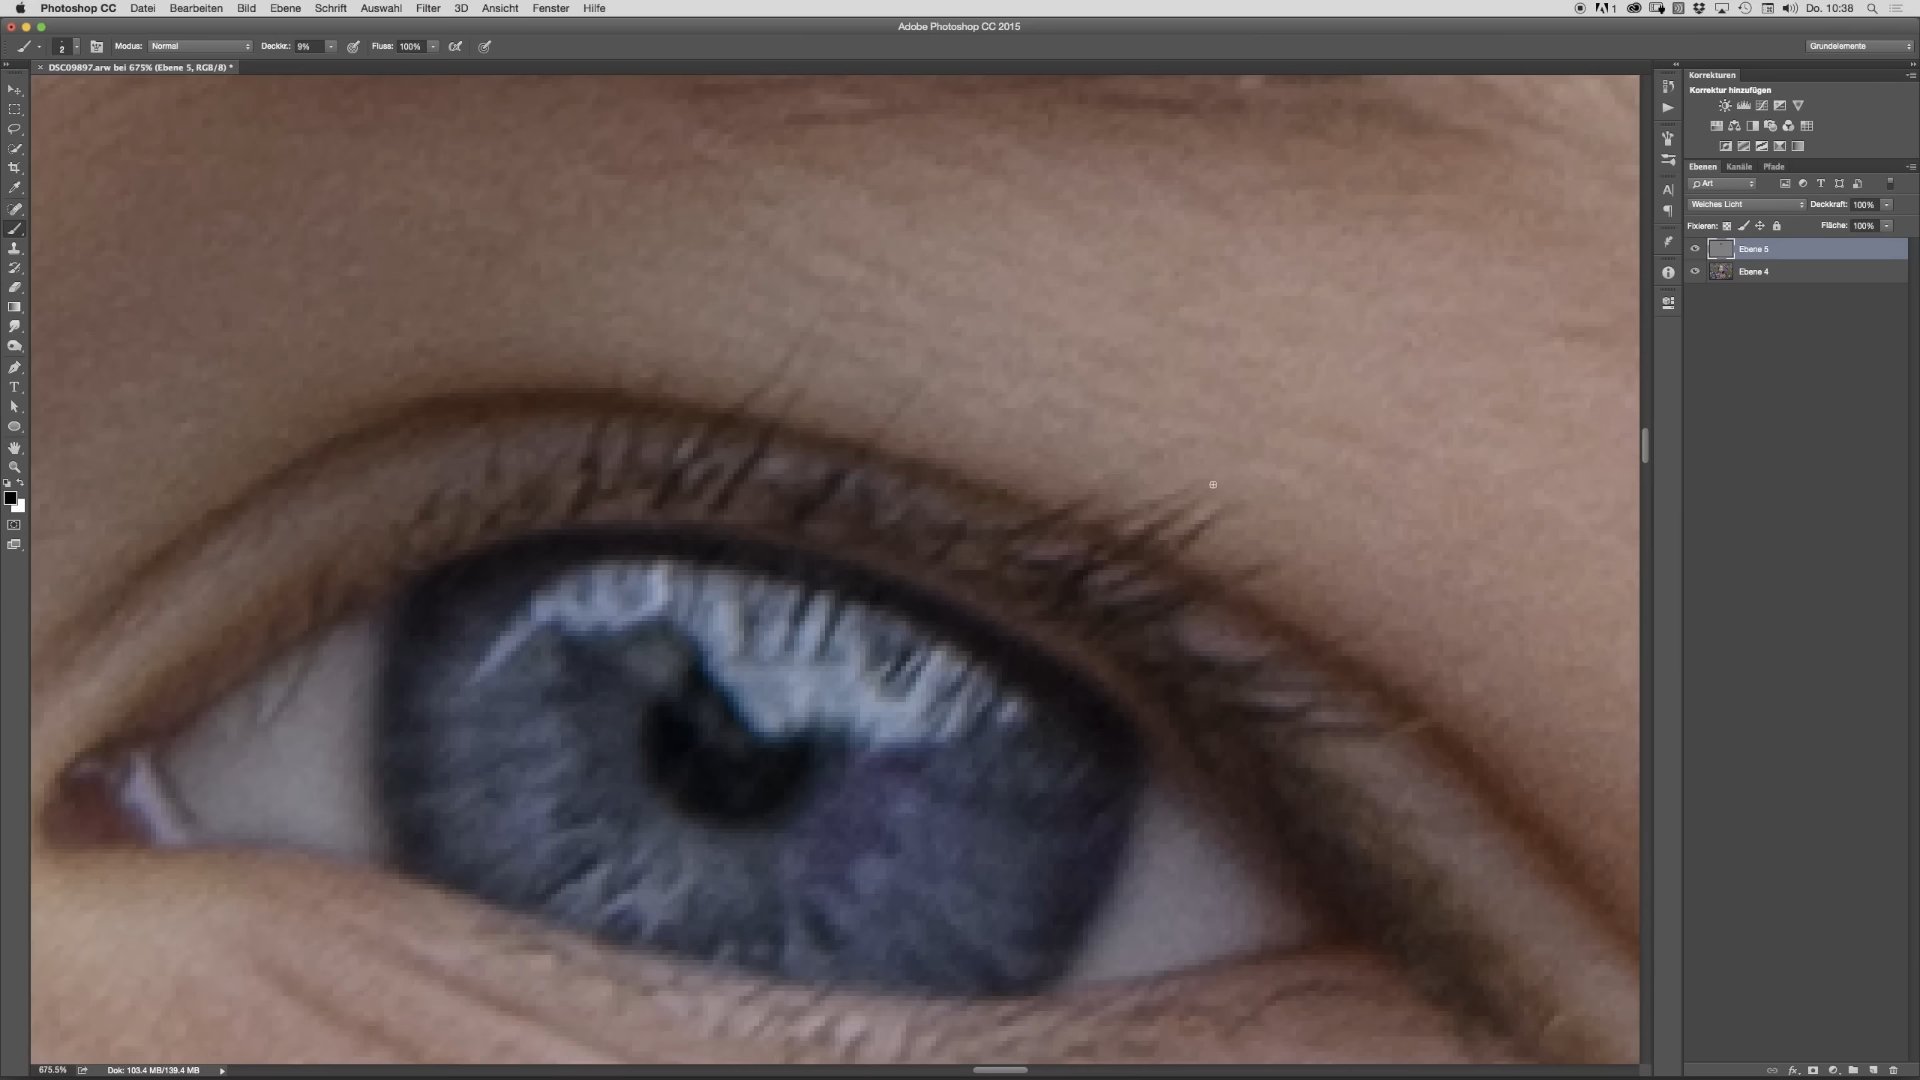 Photoshop CC Datei Bearbeiten Bild Ebene Schrift Auswahl Filter 3D Ansicht Fenster Hilfe 1 Do. 10:38
Adobe Photoshop CC 2015
2 Modus: Normal Deckkr.: 9% Fluss: 100% Grundelemente
× DSC09897.arw bei 675% (Ebene 5, RGB/8) *
Korrekturen
Korrektur hinzufügen
Ebenen Kanäle Pfade
Art
Weiches Licht Deckkraft: 100%
Fixieren: Fläche: 100%
Ebene 5
Ebene 4
675.5% Dok: 103.4 MB/139.4 MB